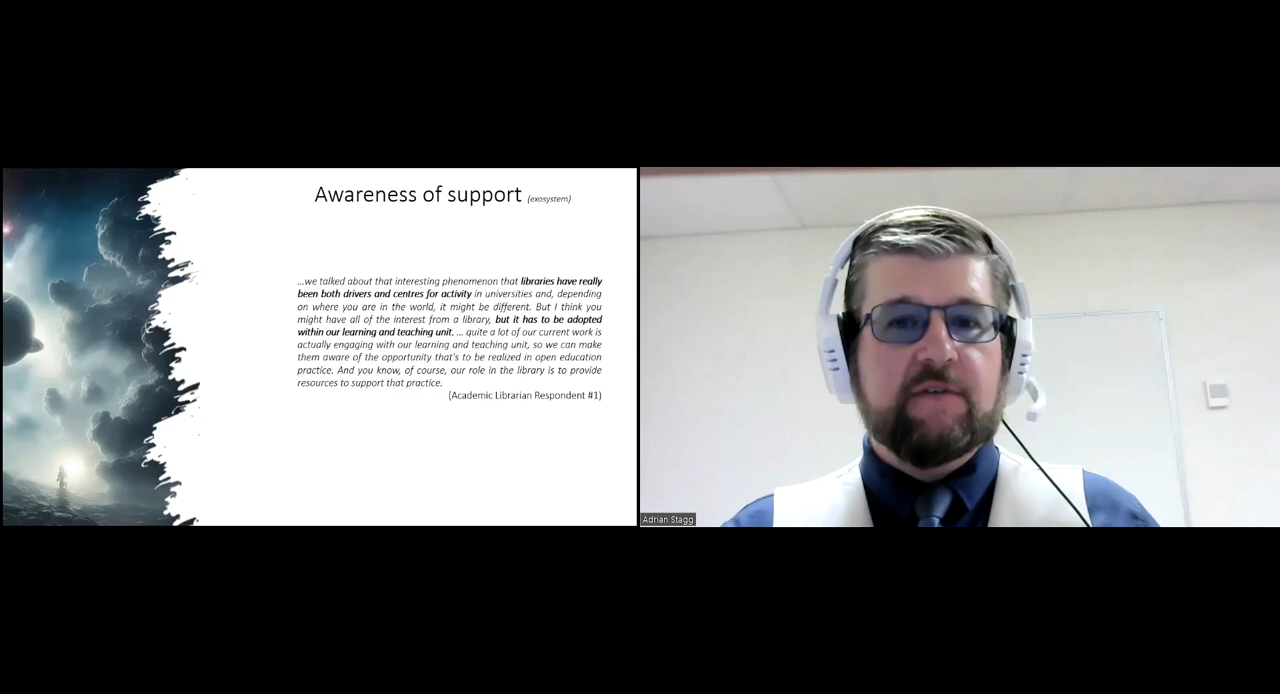 Awareness of support (exosystem)
...we talked about that interesting phenomenon that libraries have really
been both drivers and centres for activity in universities and, depending
on where you are in the world, it might be different. But I think you
might have all of the interest from a library, but it has to be adopted
within our learning and teaching unit. ... quite a lot of our current work is
actually engaging with our learning and teaching unit, so we can make
them aware of the opportunity that's to be realized in open education
practice. And you know, of course, our role in the library is to provide
resources to support that practice.
(Academic Librarian Respondent #1)
Adrian Stagg